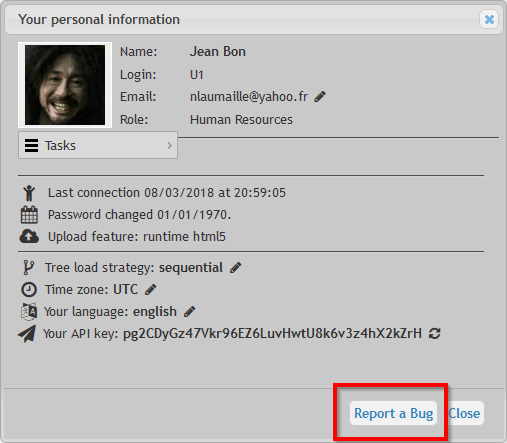 Your personal information
Name: Jean Bon
Login: U1
Email: nlaumaille@yahoo.fr
Role: Human Resources
Tasks
Last connection 08/03/2018 at 20:59:05
Password changed 01/01/1970.
Upload feature: runtime html5
Tree load strategy: sequential
Time zone: UTC
Your language: english
Your API key: pg2CDyGz47Vkr96EZ6LuvHwtU8k6v3z4hX2kZrH
Report a Bug Close